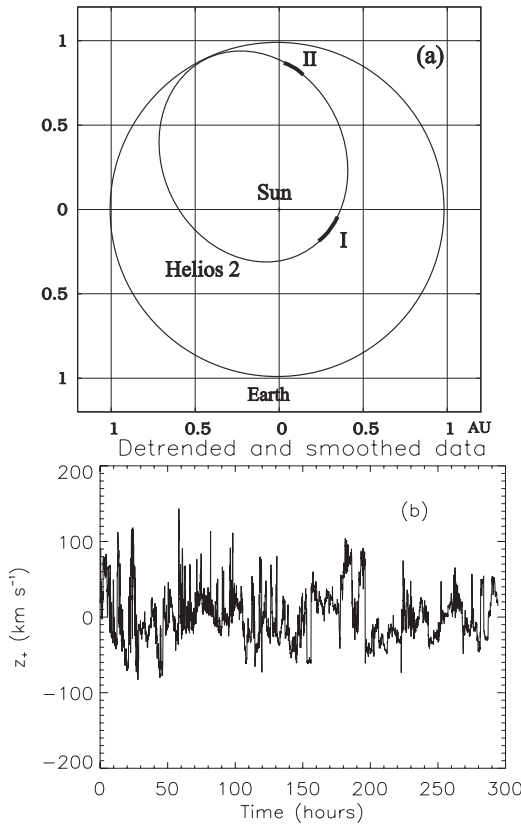 1
(a)
II
0.5
Sun
0
I
Helios 2
0.5
1
Earth
1 0.5 0 0.5 1 AU
Detrended and smoothed data
200
(b)
100
0
-100
-200
z+ (km s-1)
0 50 100 150 200 250 300
Time (hours)